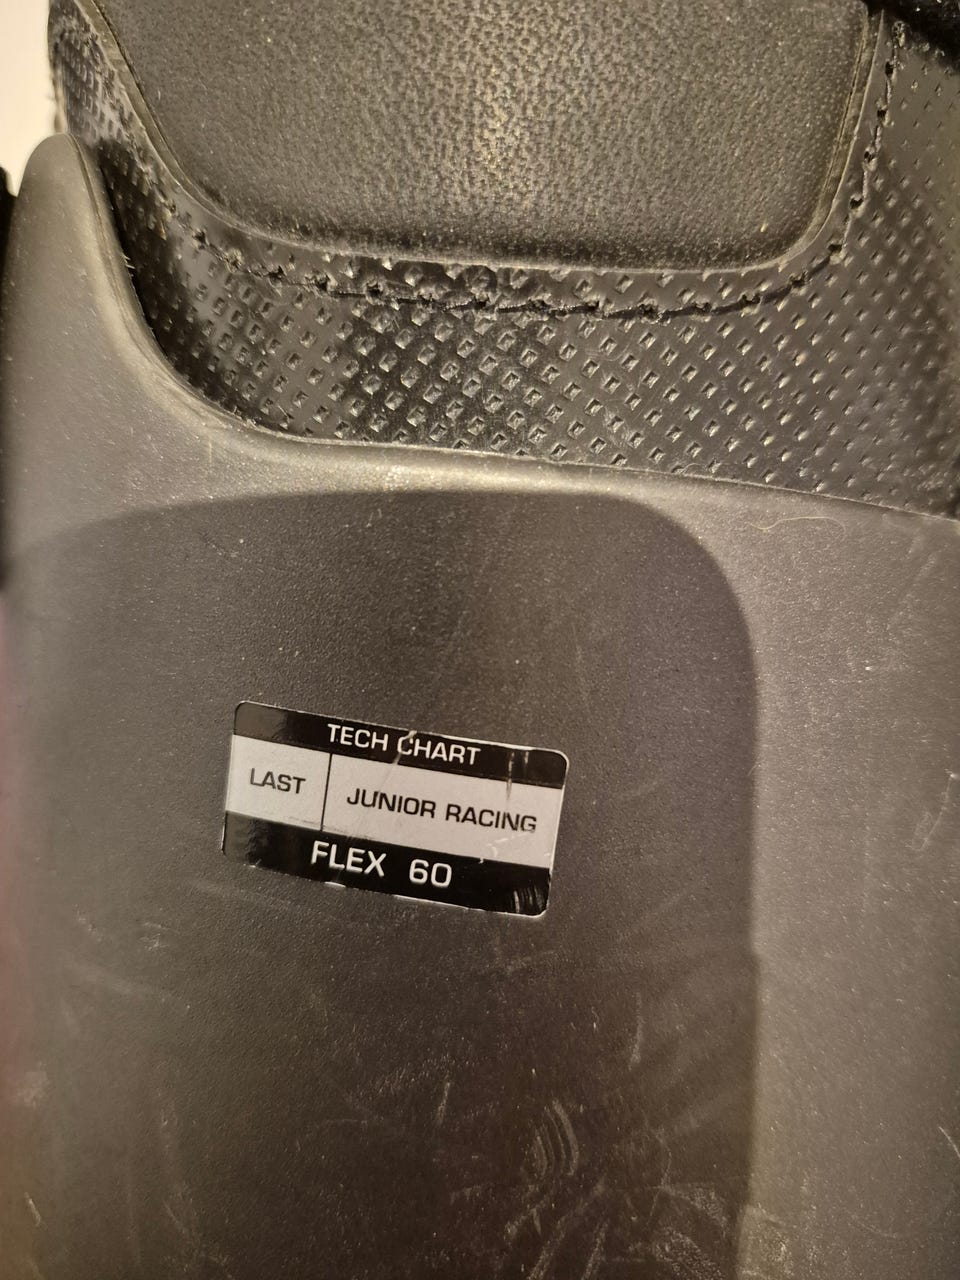 TECH CHART
LAST JUNIOR RACING
FLEX 60